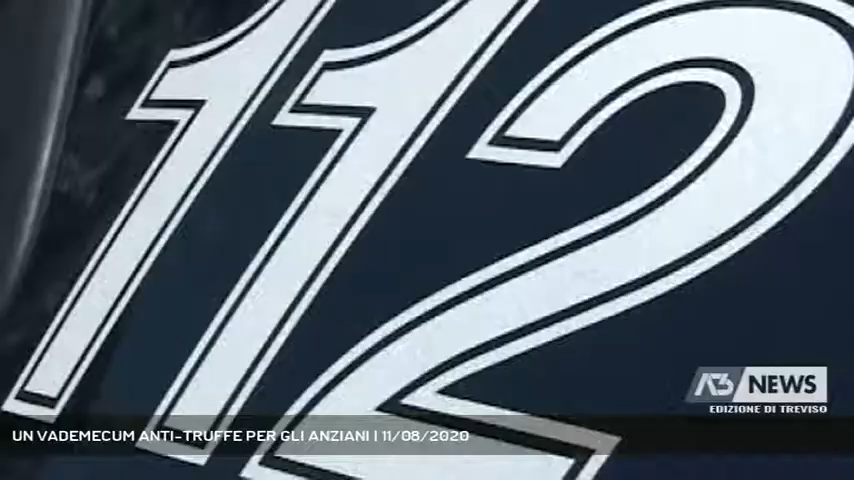 112
A3 NEWS
EDIZIONE DI TREVISO
UN VADEMECUM ANTI-TRUFFE PER GLI ANZIANI | 11/08/2020